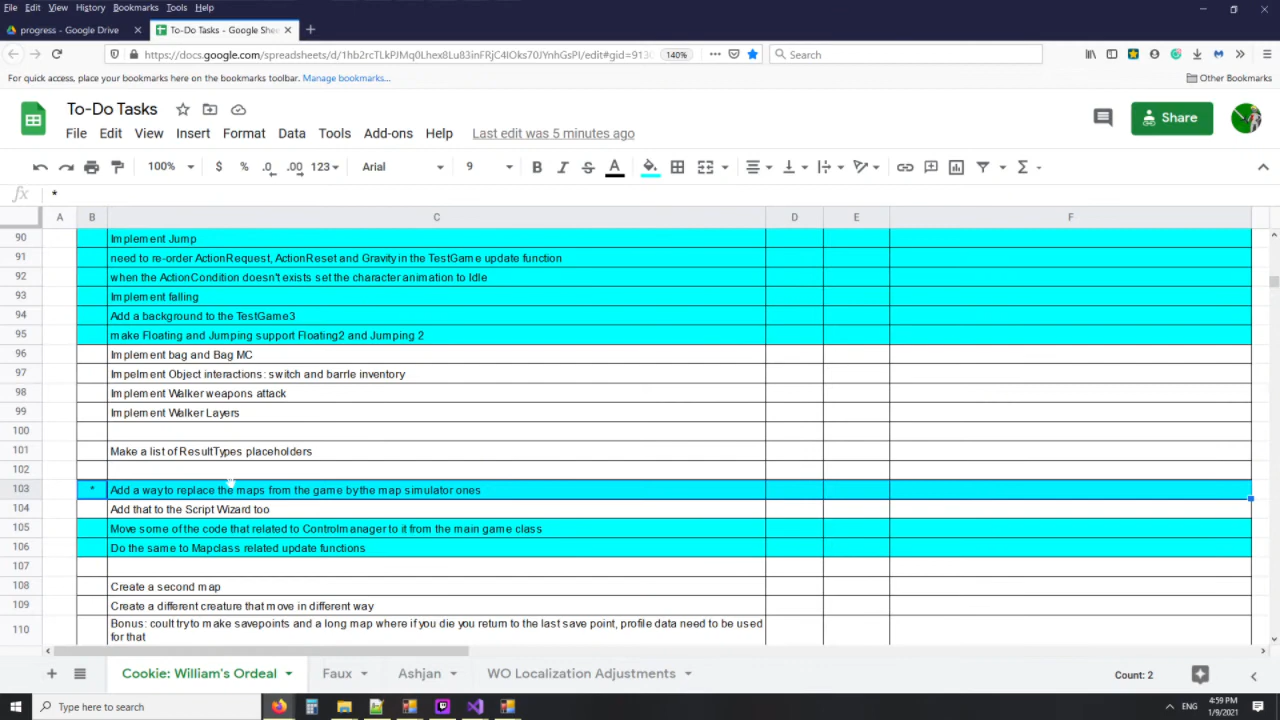 File Edit View History Bookmarks Tools Help
progress - Google Drive
To-Do Tasks - Google Shee
140%
Search
For quick access, place your bookmarks here on the bookmarks toolbar. Manage bookmarks...
Other Bookmarks
To-Do Tasks
File Edit View Insert Format Data Tools Add-ons Help Last edit was 5 minutes ago
Share
100% $ % .0 .00 123 Arial 9 B I S A
fx *
A B C D E F
90 Implement Jump
91 need to re-order ActionRequest, ActionReset and Gravity in the TestGame update function
92 when the ActionCondition doesn't exists set the character animation to Idle
93 Implement falling
94 Add a background to the TestGame3
95 make Floating and Jumping support Floating2 and Jumping 2
96 Implement bag and Bag MC
97 Impelmt Object interactions: switch and barrle inventory
98 Implement Walker weapons attack
99 Implement Walker Layers
100
101 Make a list of ResultTypes placeholders
102
103 * Add a way to replace the maps from the game by the map simulator ones
104 Add that to the Script Wizard too
105 Move some of the code that related to Controlmanager to it from the main game class
106 Do the same to Mapclass related update functions
107
108 Create a second map
109 Create a different creature that move in different way
110 Bonus: coult try to make savepoints and a long map where if you die you return to the last save point, profile data need to be used
for that
Cookie: William's Ordeal Faux Ashjan WO Localization Adjustments Count: 2
Type here to search
ENG
4:59 PM
1/9/2021